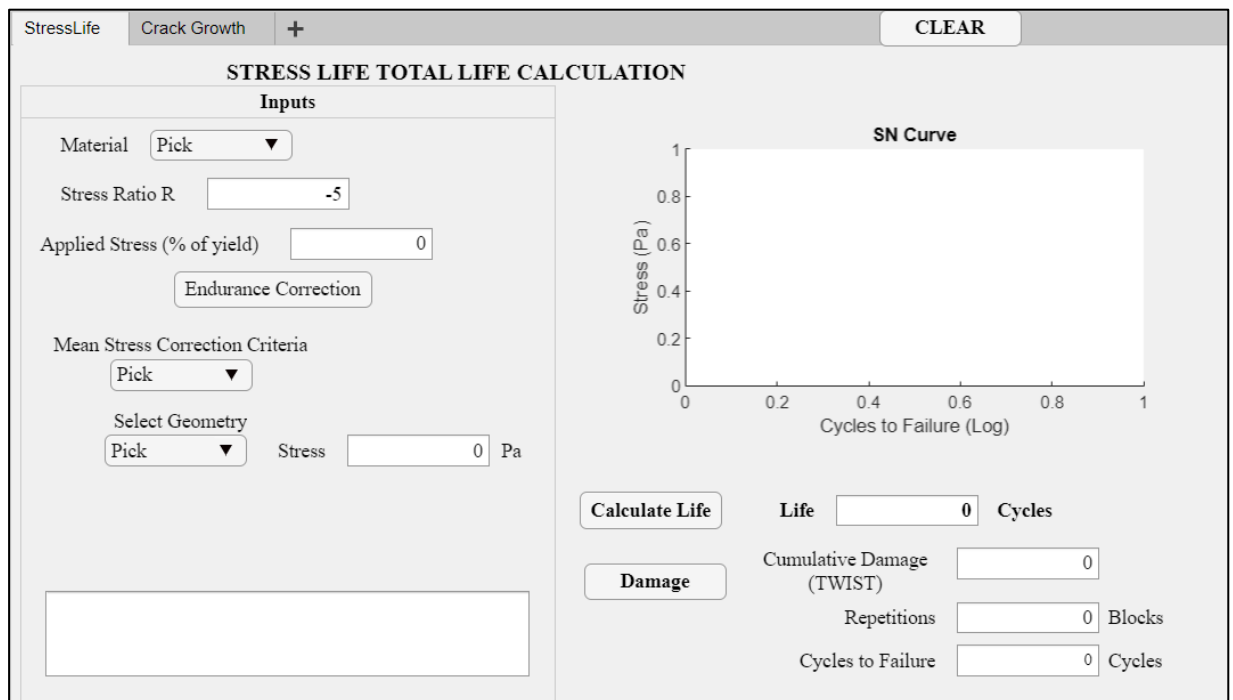 StressLife Crack Growth + CLEAR
STRESS LIFE TOTAL LIFE CALCULATION
Inputs
Material Pick
Stress Ratio R -5
Applied Stress (% of yield) 0
Endurance Correction
Mean Stress Correction Criteria
Pick
Select Geometry
Pick Stress 0 Pa
SN Curve
1
0.8
0.6
0.4
0.2
0
Stress (Pa)
0 0.2 0.4 0.6 0.8 1
Cycles to Failure (Log)
Calculate Life Life 0 Cycles
Damage
Cumulative Damage 0
(TWIST)
Repetitions 0 Blocks
Cycles to Failure 0 Cycles